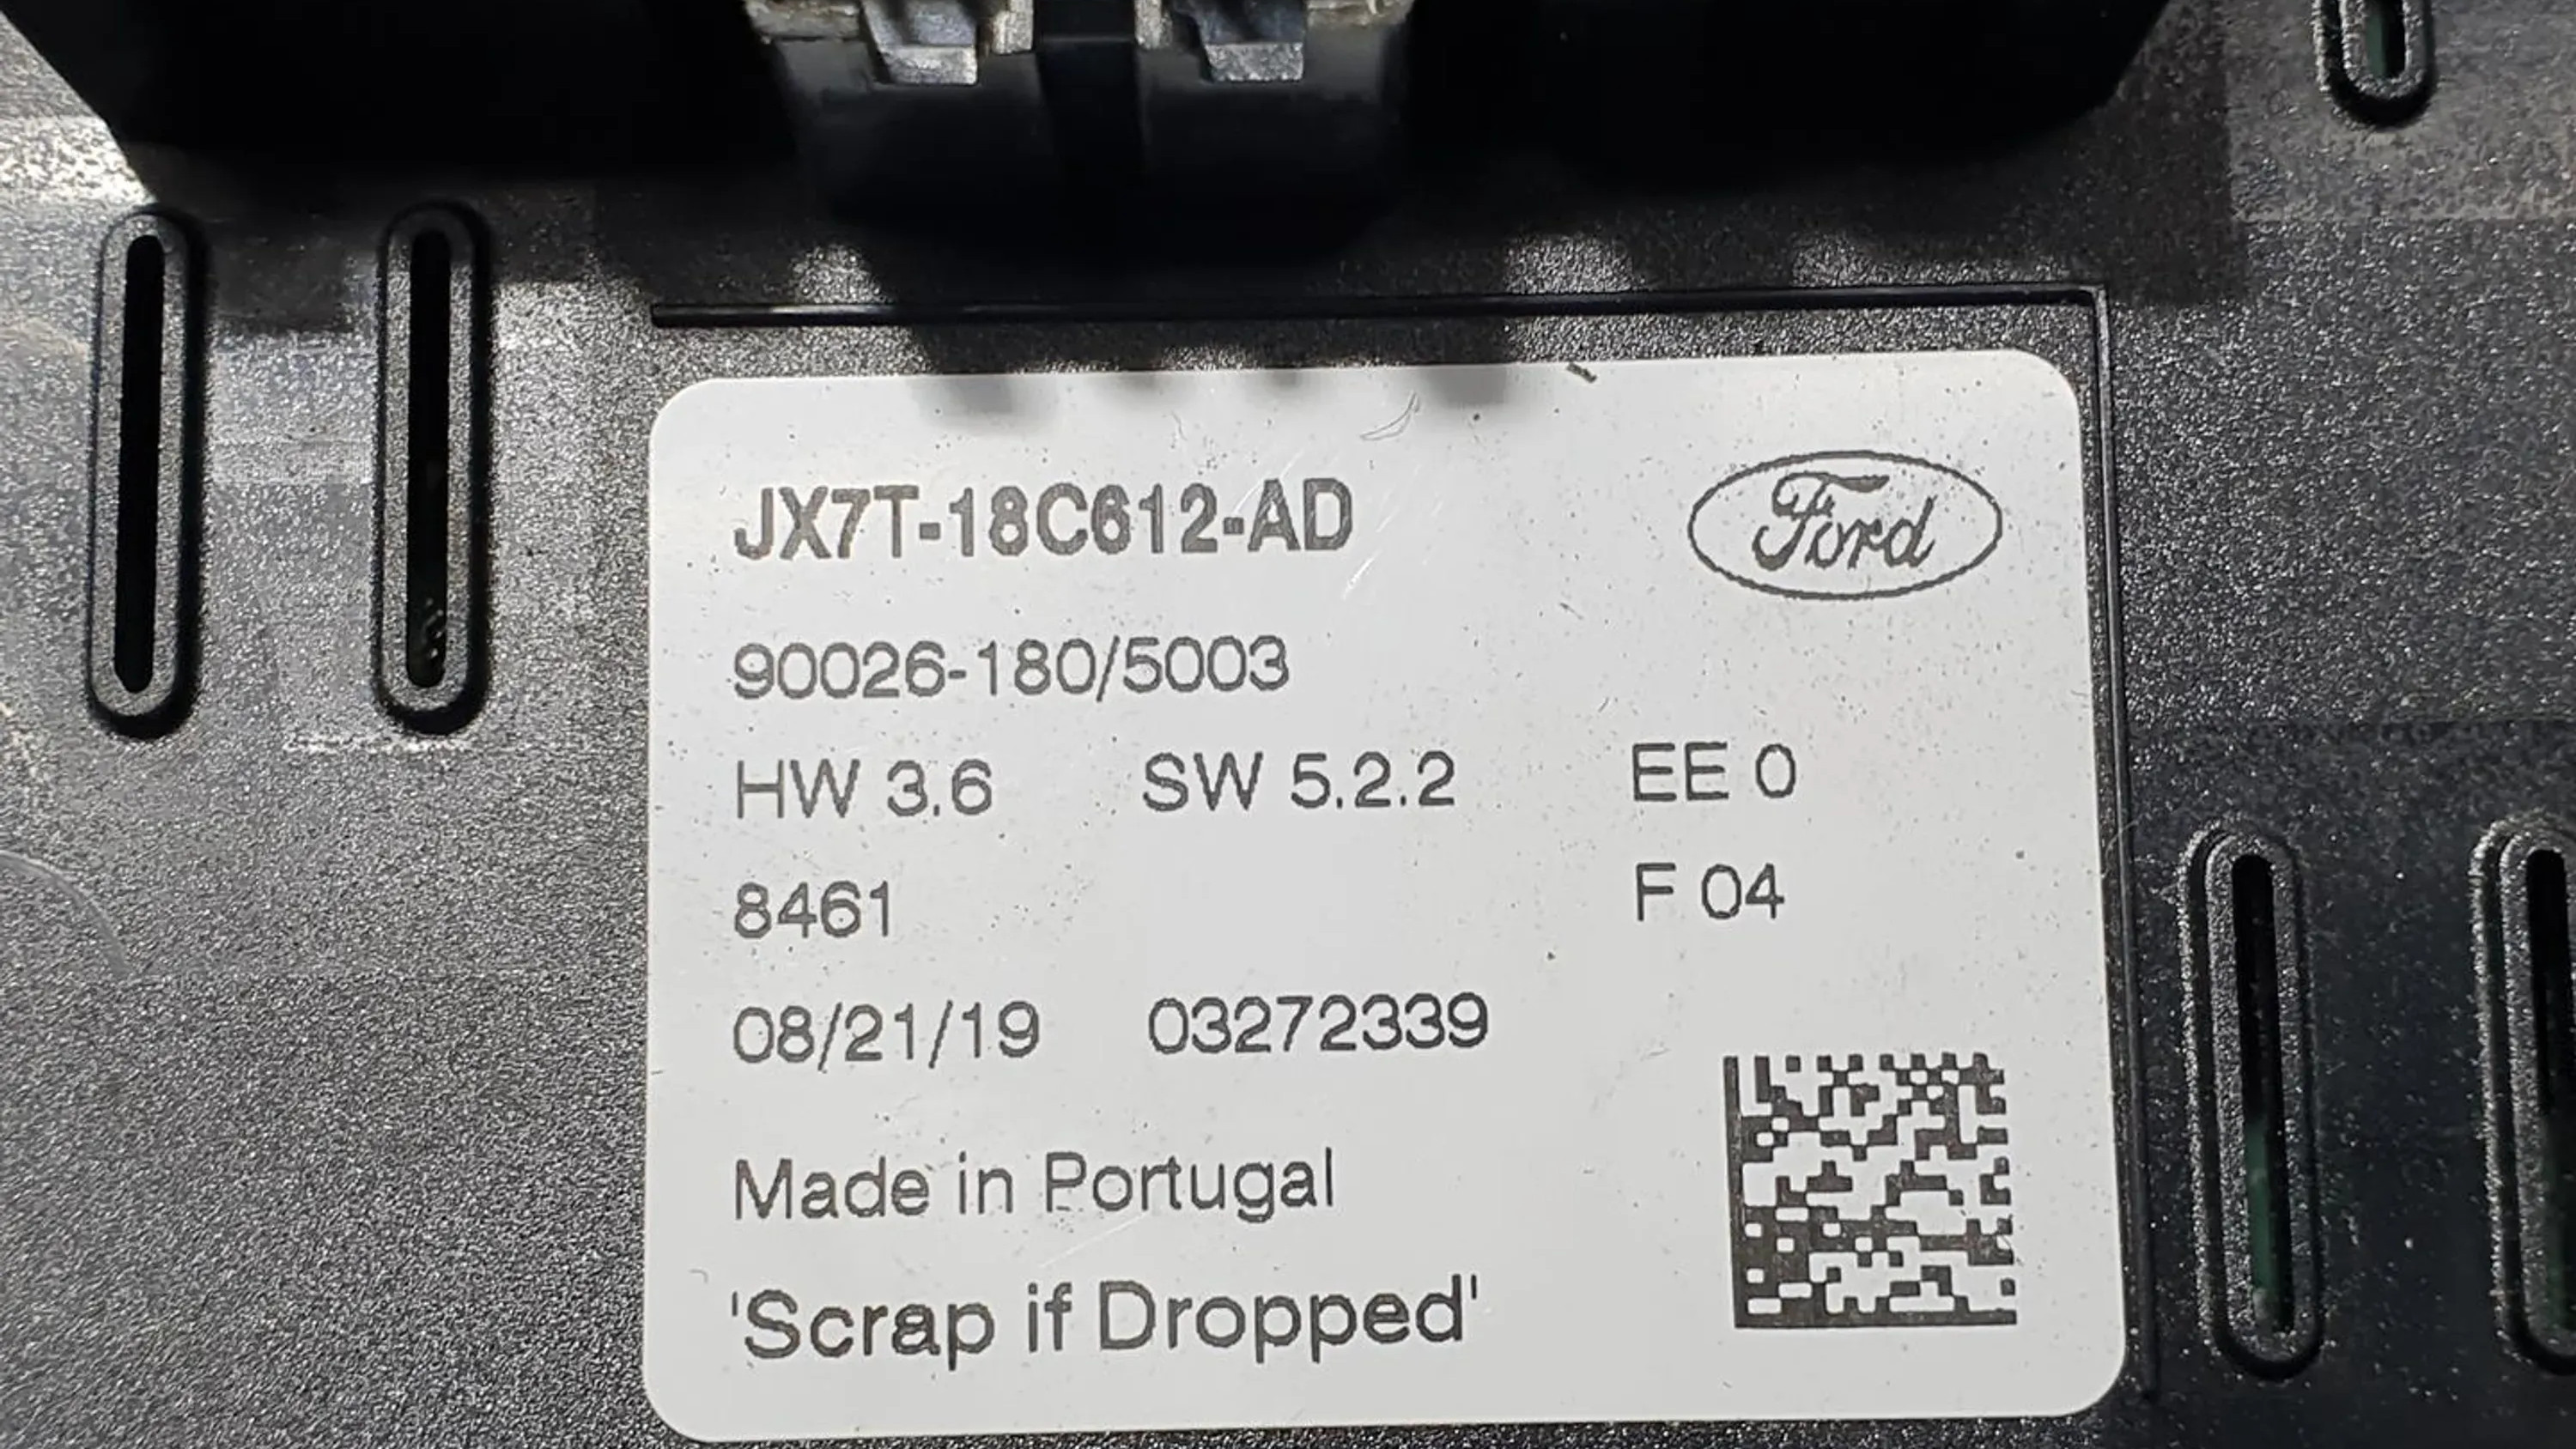 JX7T-18C612-AD
Ford
90026-180/5003
HW 3.6 SW 5.2.2 EE 0
8461 F 04
08/21/19 03272339
Made in Portugal
'Scrap if Dropped'